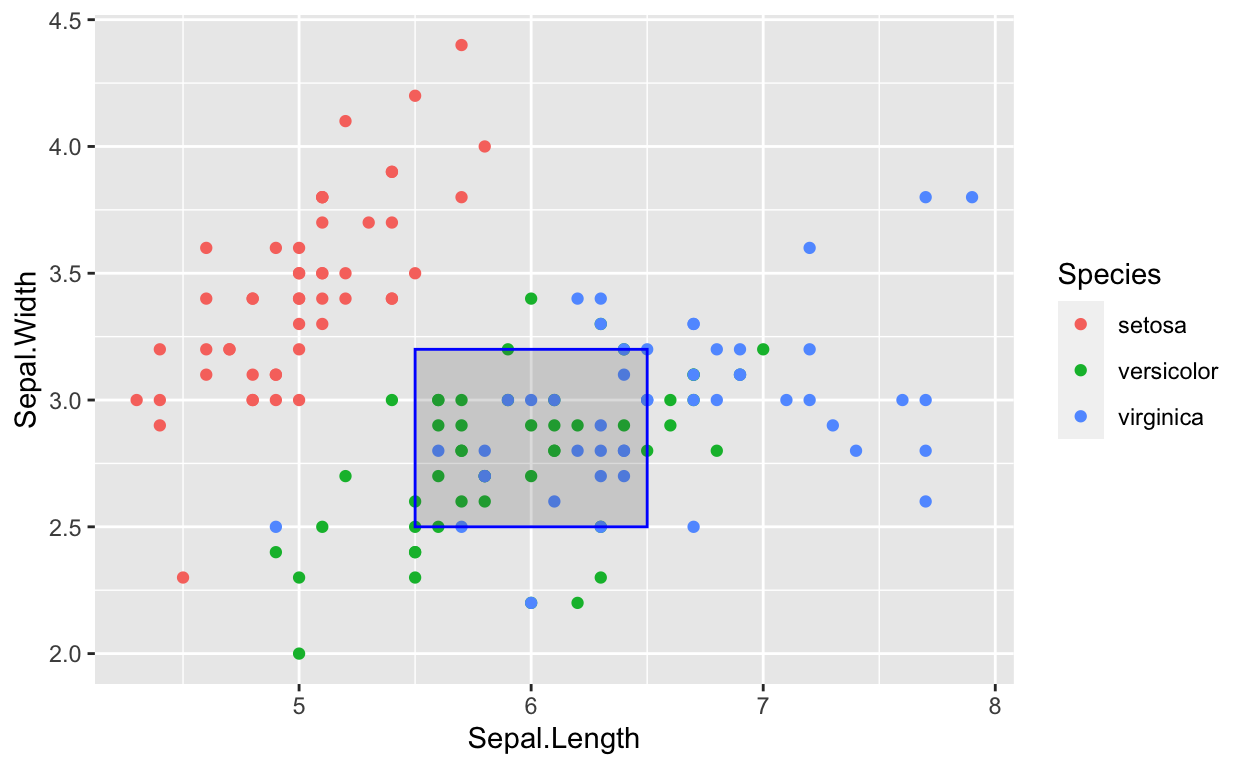 4.5
4.0
3.5
3.0
2.5
2.0
Sepal.Width
5 6 7 8
Sepal.Length
Species
setosa
versicolor
virginica